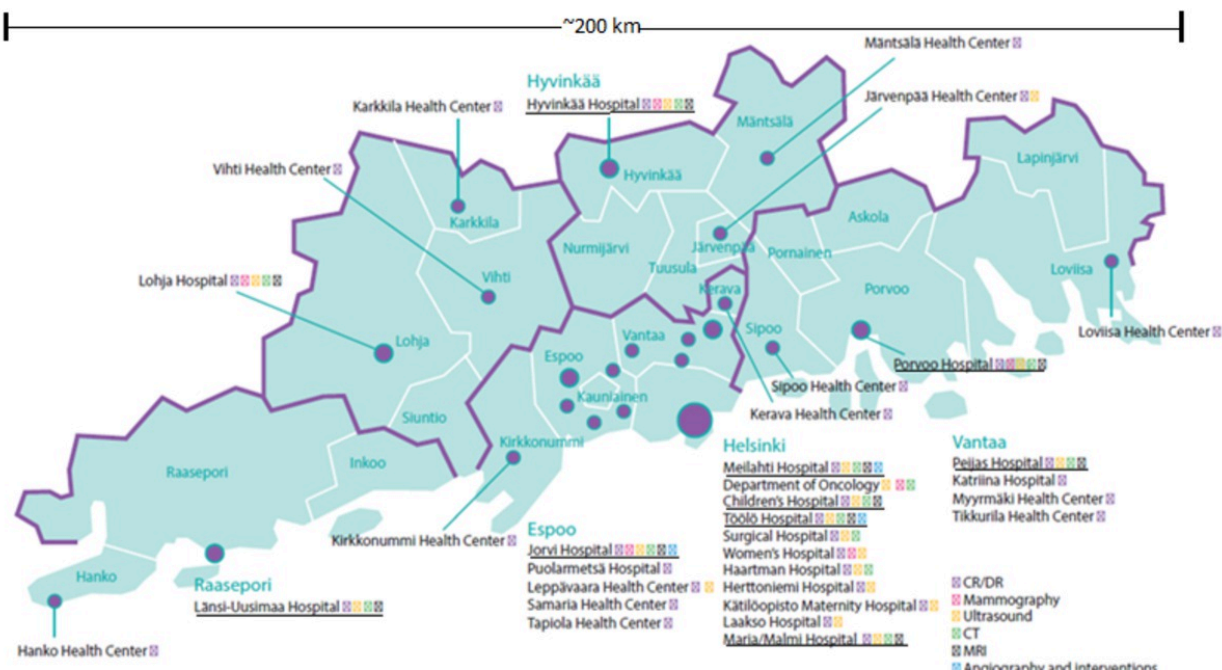 ~200 km
Mäntsälä Health Center
Hyvinkää
Hyvinkää Hospital
Karkkila Health Center
Järvenpää Health Center
Mäntsälä
Vihti Health Center
Lapinjärvi
Hyvinkää
Karkkila
Askola
Nurmijärvi
Järvenpää
Pornainen
Tuusula
Lohja Hospital
Vihti
Kerava
Porvoo
Loviisa
Sipoo
Vantaa
Lohja
Espoo
Loviisa Health Center
Porvoo Hospital
Sipoo Health Center
Kauniainen
Kerava Health Center
Siuntio
Kirkkonummi
Raasepori
Inkoo
Kirkkonummi Health Center
Hanko
Hanko Health Center
Raasepori
Länsi-Uusimaa Hospital
Espoo
Jorvi Hospital
Puolarmetsä Hospital
Leppävaara Health Center
Samaria Health Center
Tapiola Health Center
Helsinki
Meilahti Hospital
Department of Oncology
Children's Hospital
Töölö Hospital
Surgical Hospital
Women's Hospital
Haartman Hospital
Herttoniemi Hospital
Kätilöopisto Maternity Hospital
Laakso Hospital
Maria/Malmi Hospital
Vantaa
Peijas Hospital
Katriina Hospital
Myyrmäki Health Center
Tikkurila Health Center
CR/DR
Mammography
Ultrasound
CT
MRI
Angiography and interventions